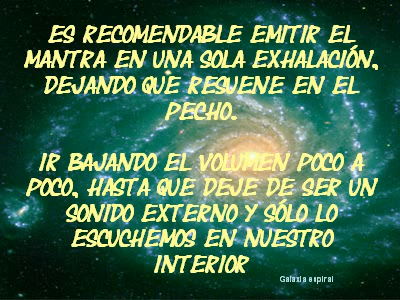 ES RECOMENDABLE EMITIR EL
MANTRA EN UNA SOLA EXHALACIÓN,
DEJANDO QUE RESUENE EN EL
PECHO.
IR BAJANDO EL VOLUMEN POCO A
POCO, HASTA QUE DEJE DE SER UN
SONIDO EXTERNO Y SÓLO LO
ESCUCHEMOS EN NUESTRO
INTERIOR
Galaxia espiral